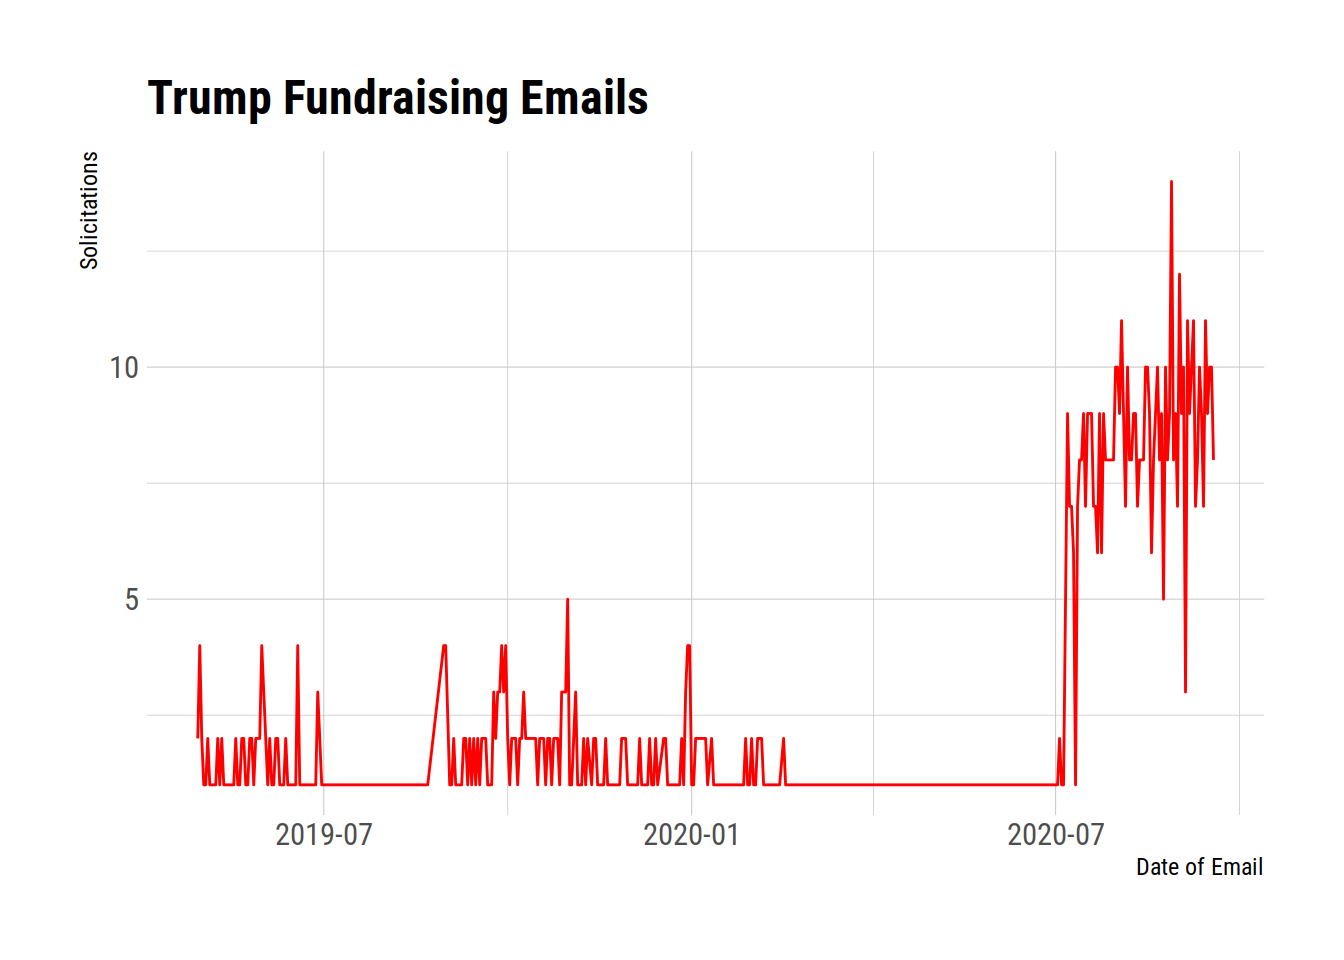 Trump Fundraising Emails
Solicitations
10
5
2019-07
2020-01
2020-07
Date of Email